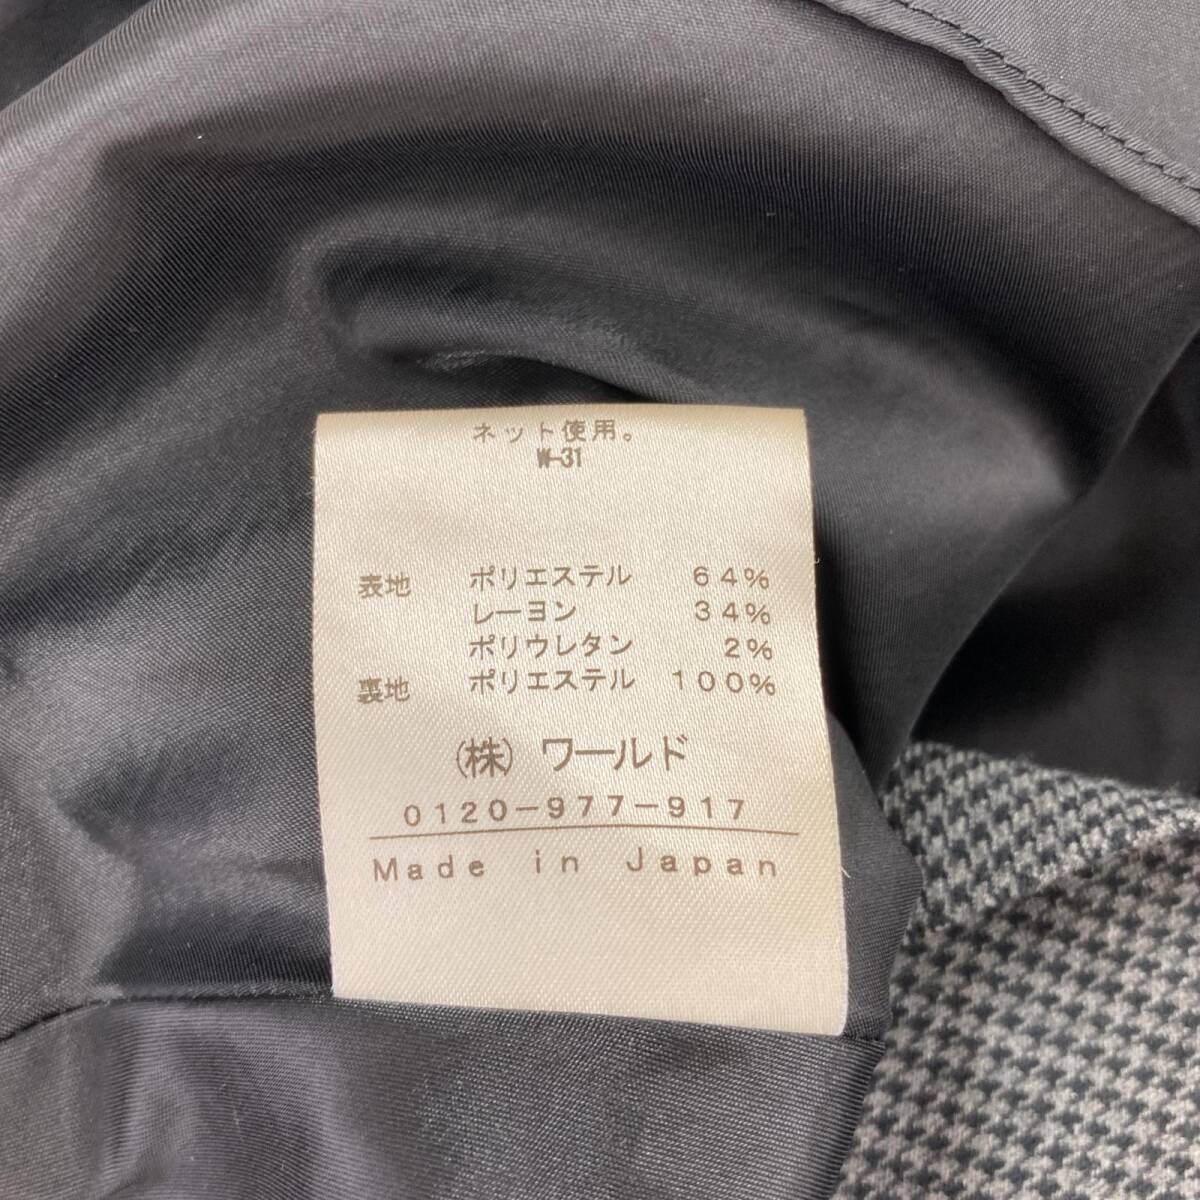 ネット使用。
W-31
表地 ポリエステル 64%
レーヨン 34%
ポリウレタン 2%
裏地 ポリエステル 100%
(株) ワールド
0120-977-917
Made in Japan